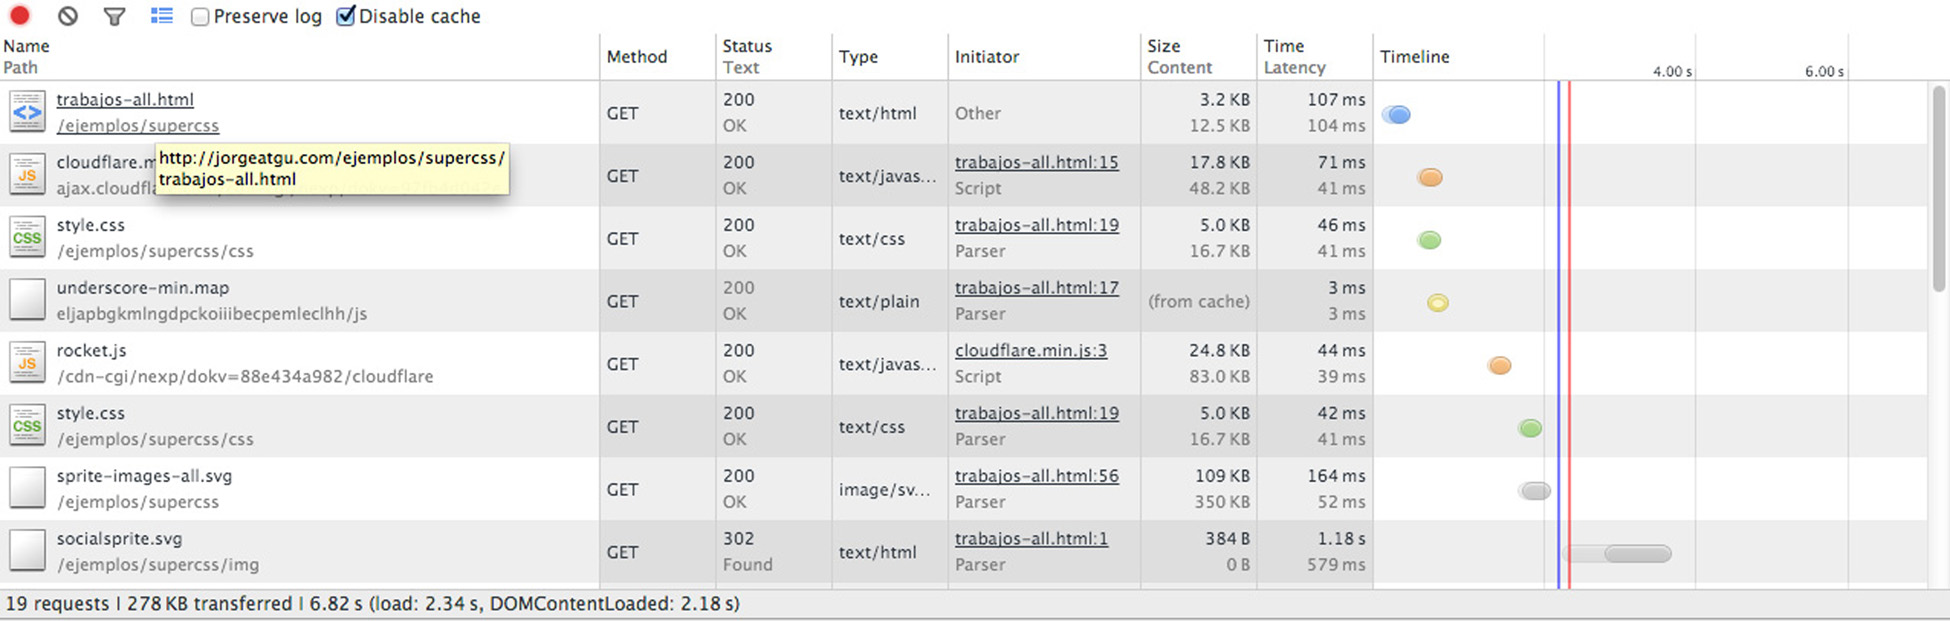 Preserve log Disable cache
Name Method Status Type Initiator Size Time Timeline
Path Text Content Latency 4.00 s 6.00 s
trabajos-all.html 200 3.2 KB 107 ms
<> GET text/html Other
/ejemplos/supercss OK 12.5 KB 104 ms
http://jorgeatgu.com/ejemplos/supercss/
trabajos-all.html
cloudflare.m 200 trabajos-all.html:15 17.8 KB 71 ms
JS GET text/javas...
ajax.cloudfla OK Script 48.2 KB 41 ms
style.css 200 trabajos-all.html:19 5.0 KB 46 ms
CSS GET text/css
/ejemplos/supercss/css OK Parser 16.7 KB 41 ms
underscore-min.map 200 trabajos-all.html:17 3 ms
GET text/plain (from cache)
eljapbgkmlngdpckoiiibecpemleclhh/js OK Parser 3 ms
rocket.js 200 cloudflare.min.js:3 24.8 KB 44 ms
JS GET text/javas...
/cdn-cgi/nexp/dokv=88e434a982/cloudflare OK Script 83.0 KB 39 ms
style.css 200 trabajos-all.html:19 5.0 KB 42 ms
CSS GET text/css
/ejemplos/supercss/css OK Parser 16.7 KB 41 ms
sprite-images-all.svg 200 trabajos-all.html:56 109 KB 164 ms
GET image/sv...
/ejemplos/supercss OK Parser 350 KB 52 ms
socialsprite.svg 302 trabajos-all.html:1 384 B 1.18 s
GET text/html
/ejemplos/supercss/img Found Parser 0 B 579 ms
19 requests | 278 KB transferred | 6.82 s (load: 2.34 s, DOMContentLoaded: 2.18 s)